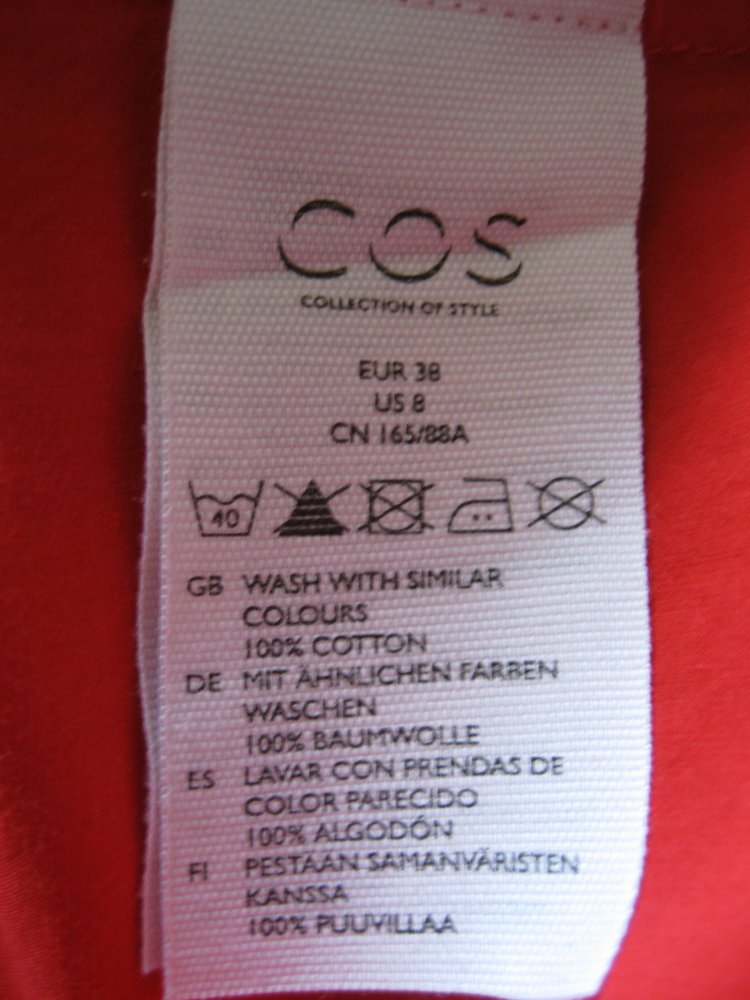 COS
COLLECTION OF STYLE
EUR 38
US 8
CN 165/88A
40
GB WASH WITH SIMILAR
COLOURS
100% COTTON
DE MIT ÄHNLICHEN FARBEN
WASCHEN
100% BAUMWOLLE
ES LAVAR CON PRENDAS DE
COLOR PARECIDO
100% ALGODÓN
FI PESTAAN SAMANVÄRISTEN
KANSSA
100% PUUVILLAA